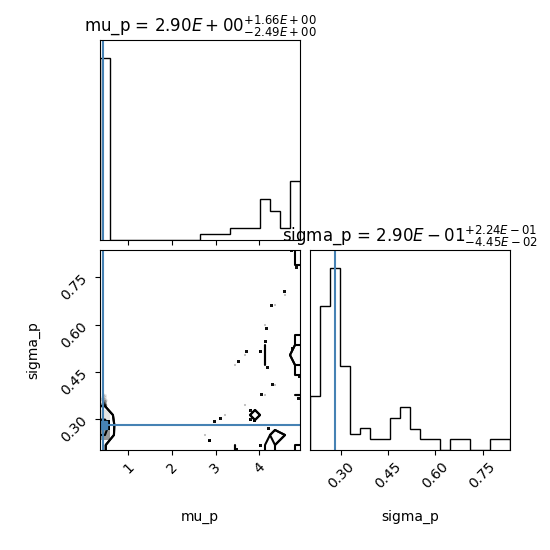 mu_p = 2.90E + 00+1.66E+00−2.49E+00
sigma_p = 2.90E − 01+2.24E−01−4.45E−02
sigma_p
0.75
0.60
0.45
0.30
1
2
3
4
mu_p
0.30
0.45
0.60
0.75
sigma_p